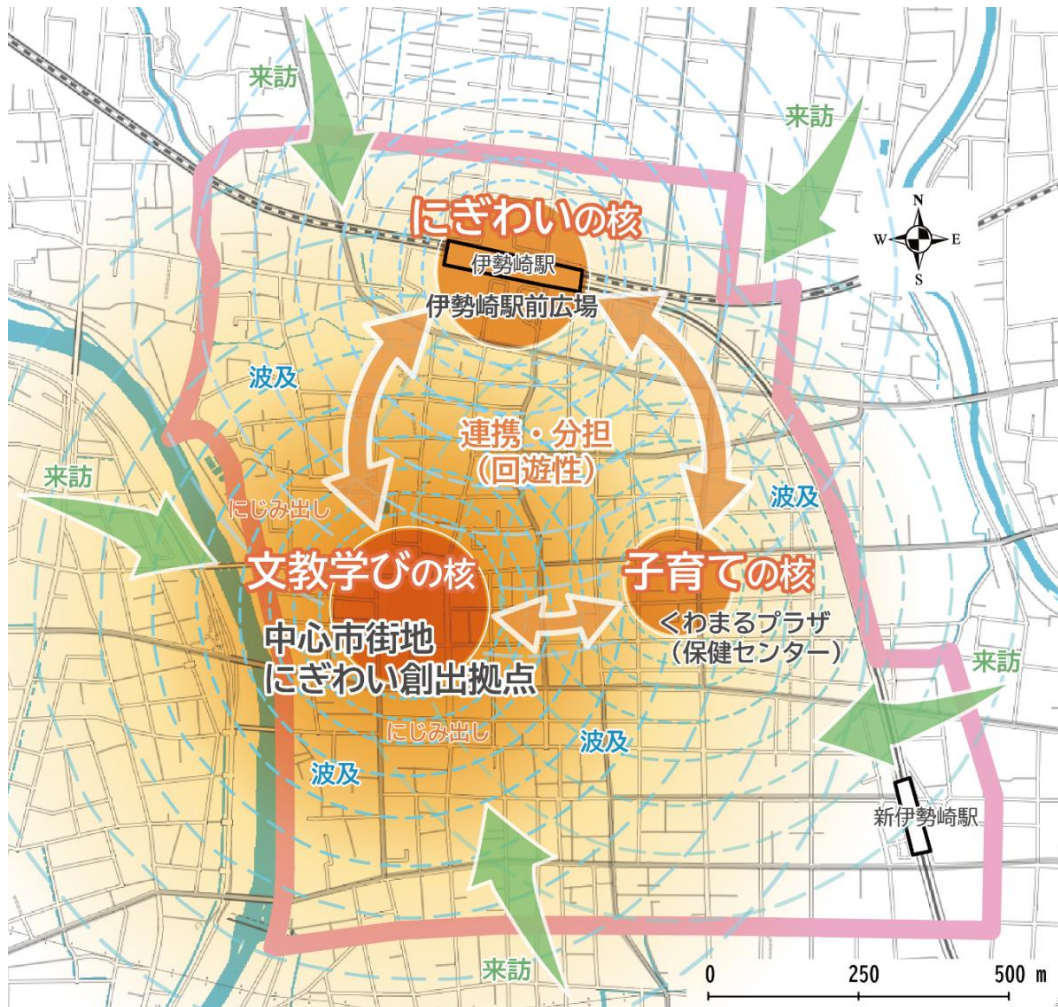 来訪
来訪
にぎわいの核
N
W
E
S
伊勢崎駅
伊勢崎駅前広場
波及
連携・分担
（回遊性）
来訪
波及
にじみ出し
文教学びの核
子育ての核
中心市街地
にぎわい創出拠点
くわまるプラザ
（保健センター）
来訪
にじみ出し
波及
波及
新伊勢崎駅
来訪
0 250 500 m